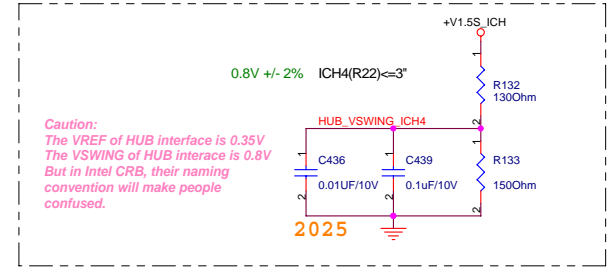 +V1.5S_ICH
0.8V +/- 2% ICH4(R22)<=3"
1
R132
130Ohm
2
HUB_VSWING_ICH4
Caution:
The VREF of HUB interface is 0.35V
The VSWING of HUB interace is 0.8V
But in Intel CRB, their naming
convention will make people
confused.
1
C436
0.01UF/10V
2
1
C439
0.1uF/10V
2
1
R133
150Ohm
2
2025